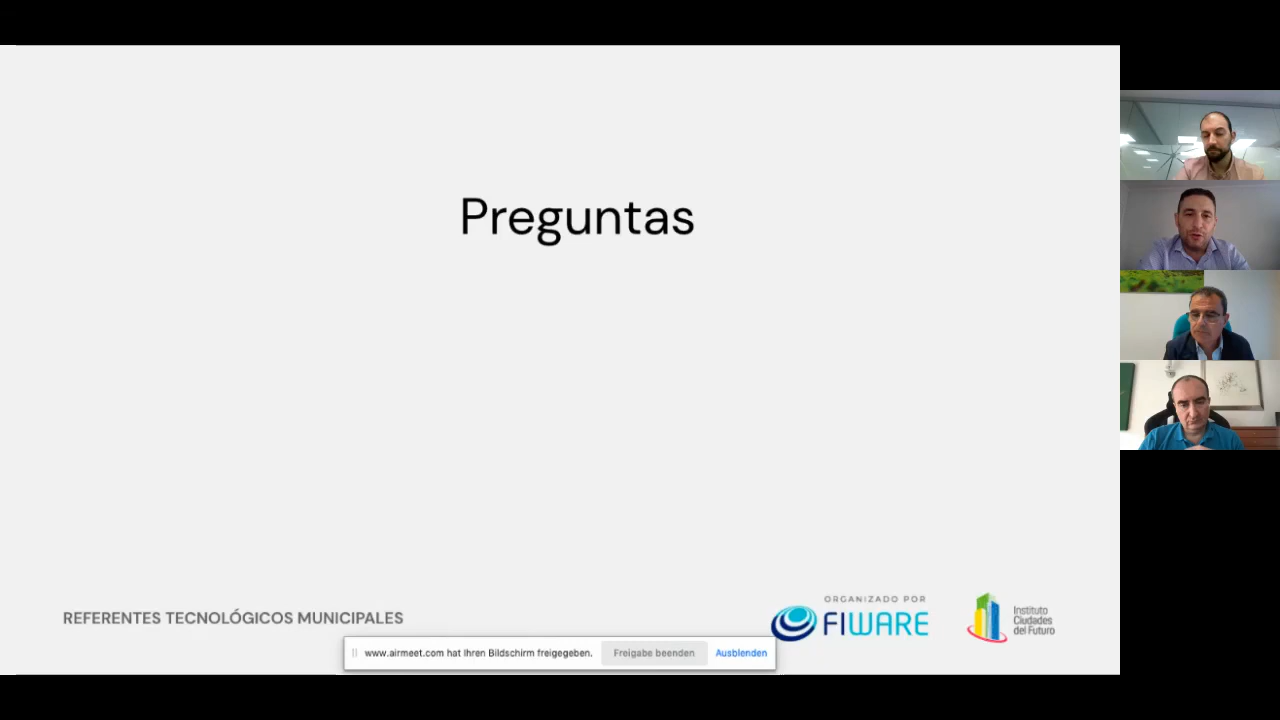 Preguntas
REFERENTES TECNOLÓGICOS MUNICIPALES
ORGANIZADO POR
FIWARE
Instituto
Ciudades
del Futuro
www.airmeet.com hat Ihren Bildschirm freigegeben.
Freigabe beenden
Ausblenden